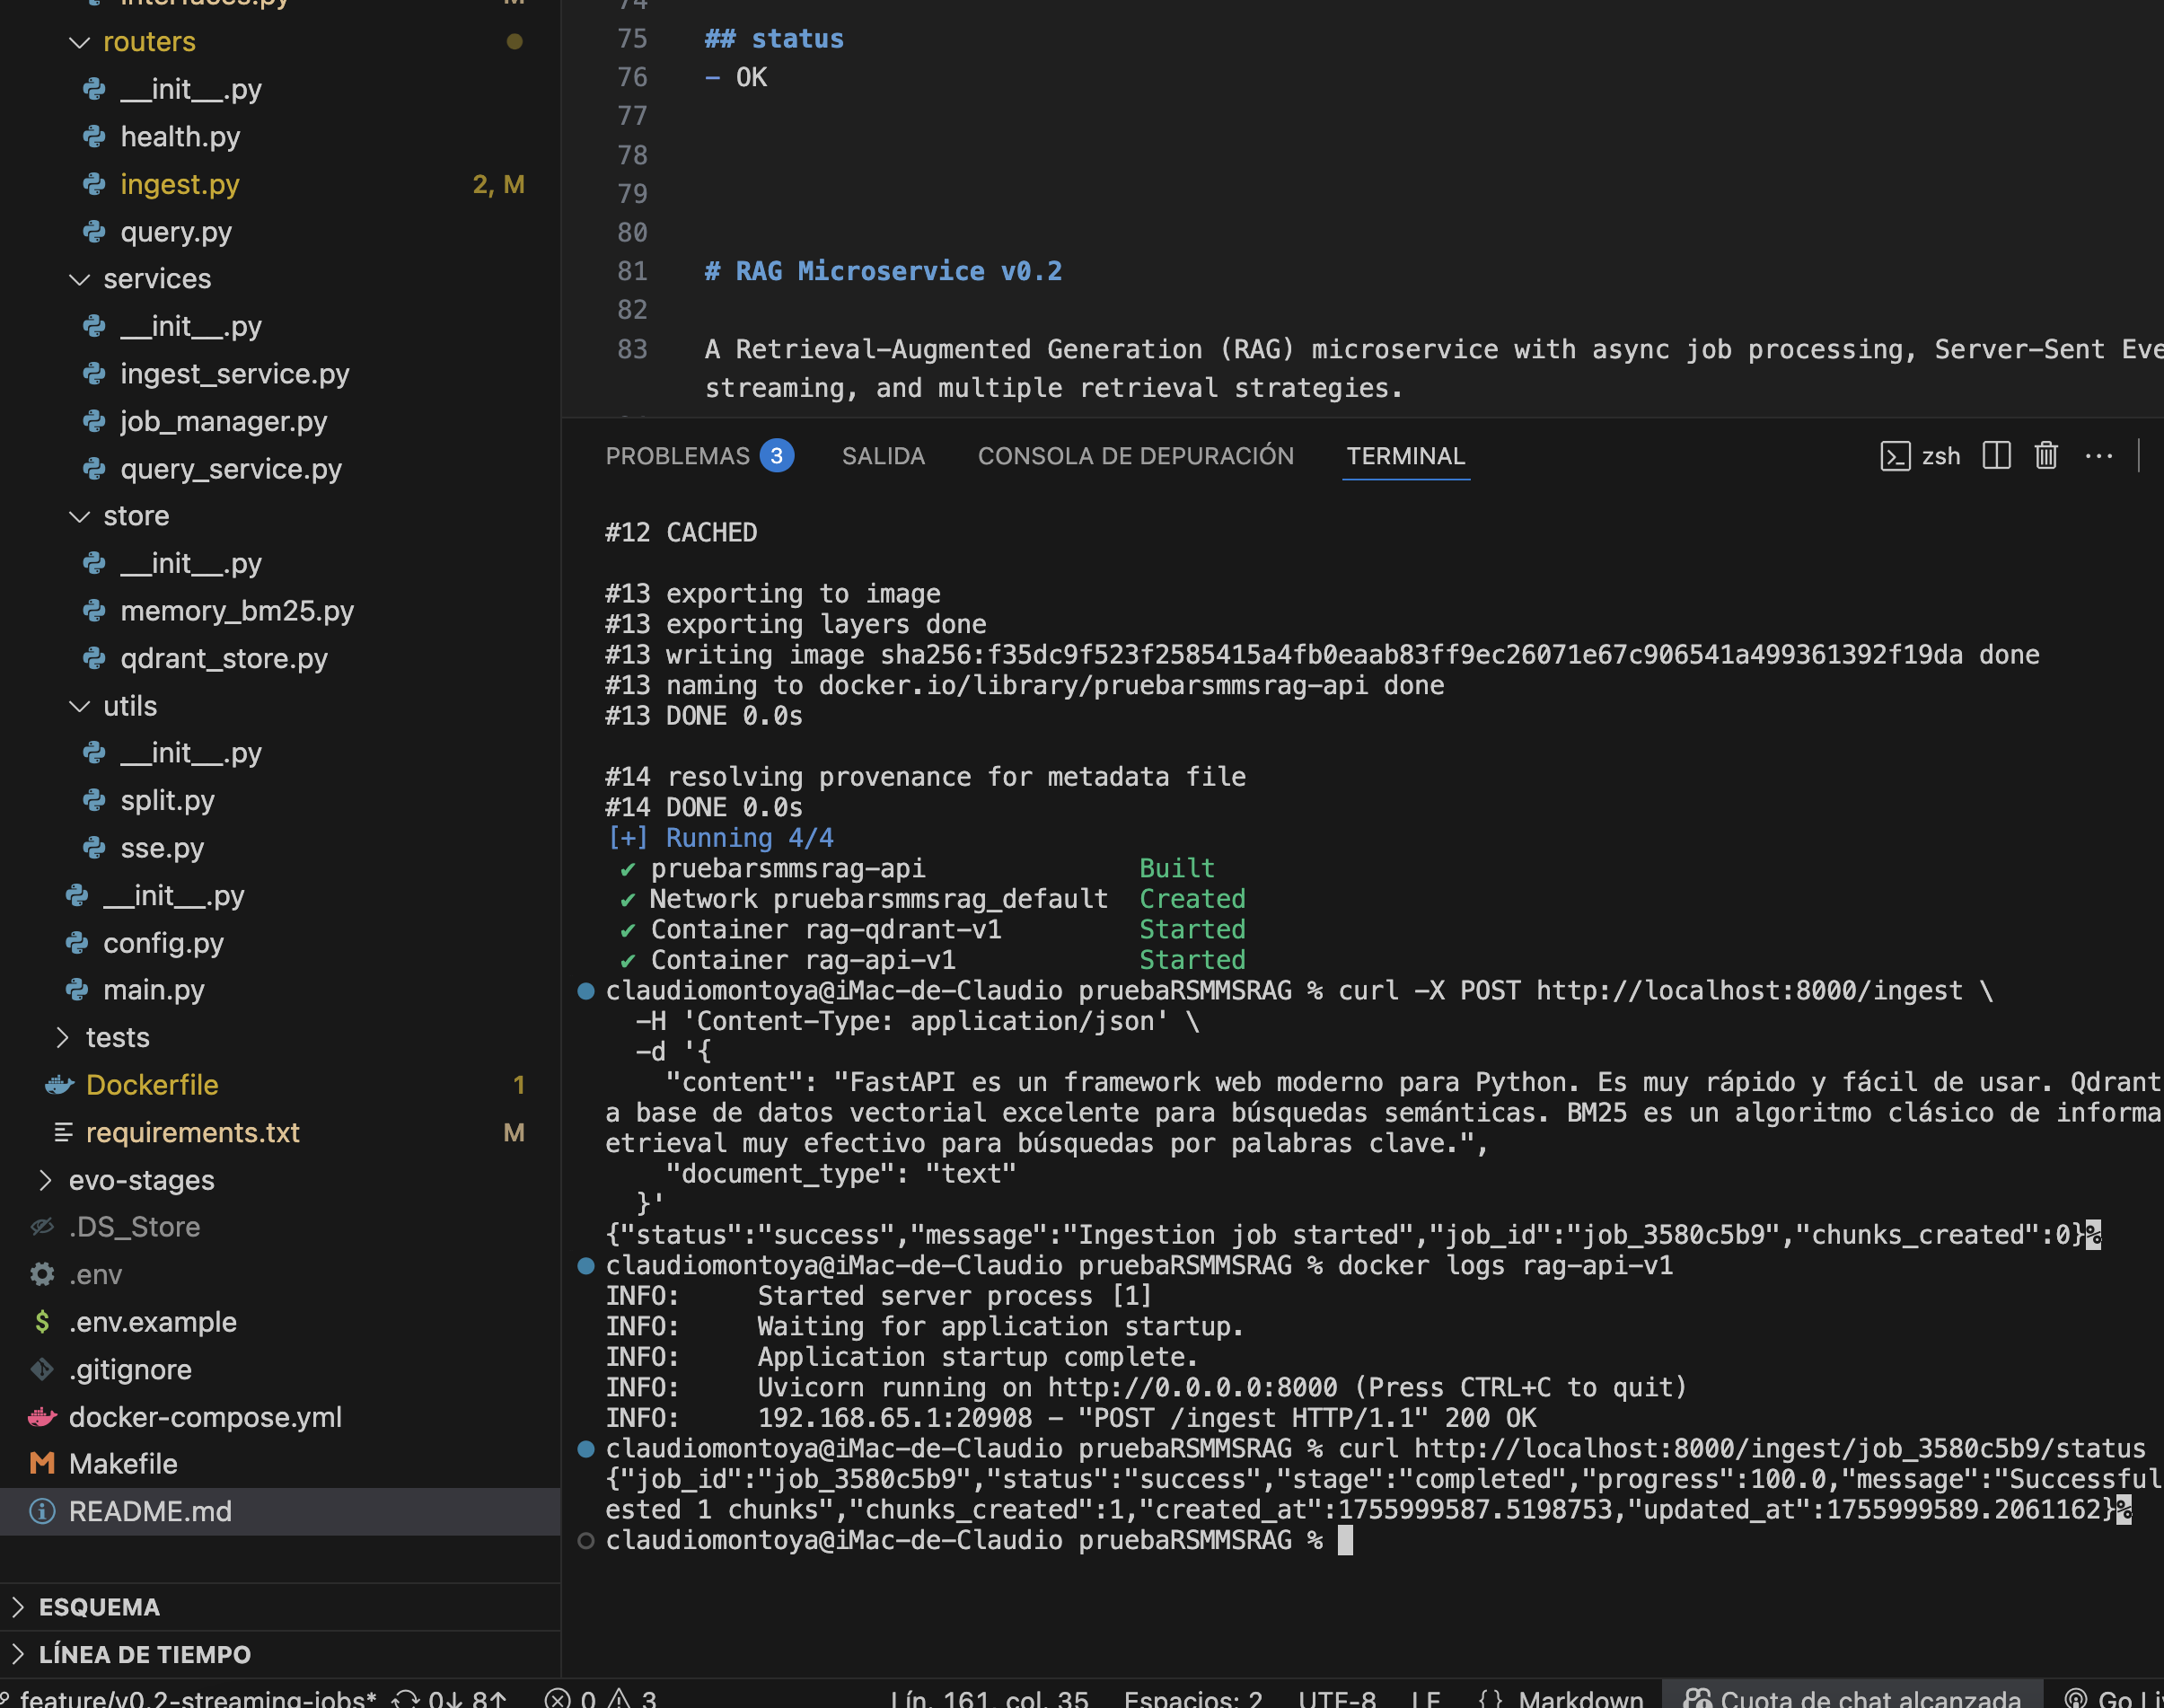 routers
__init__.py
health.py
ingest.py 2, M
query.py
services
__init__.py
ingest_service.py
job_manager.py
query_service.py
store
__init__.py
memory_bm25.py
qdrant_store.py
utils
__init__.py
split.py
sse.py
__init__.py
config.py
main.py
tests
Dockerfile 1
requirements.txt M
evo-stages
.DS_Store
.env
.env.example
.gitignore
docker-compose.yml
Makefile
README.md
ESQUEMA
LÍNEA DE TIEMPO
74
75 ## status
76 - OK
77
78
79
80
81 # RAG Microservice v0.2
82
83 A Retrieval-Augmented Generation (RAG) microservice with async job processing, Server-Sent Eve
streaming, and multiple retrieval strategies.
PROBLEMAS 3 SALIDA CONSOLA DE DEPURACIÓN TERMINAL zsh
#12 CACHED
#13 exporting to image
#13 exporting layers done
#13 writing image sha256:f35dc9f523f2585415a4fb0eaab83ff9ec26071e67c906541a499361392f19da done
#13 naming to docker.io/library/pruebarsmmsrag-api done
#13 DONE 0.0s
#14 resolving provenance for metadata file
#14 DONE 0.0s
[+] Running 4/4
✔ pruebarsmmsrag-api Built
✔ Network pruebarsmmsrag_default Created
✔ Container rag-qdrant-v1 Started
✔ Container rag-api-v1 Started
claudiomontoya@iMac-de-Claudio pruebaRSMMSRAG % curl -X POST http://localhost:8000/ingest \
-H 'Content-Type: application/json' \
-d '{
"content": "FastAPI es un framework web moderno para Python. Es muy rápido y fácil de usar. Qdrant
a base de datos vectorial excelente para búsquedas semánticas. BM25 es un algoritmo clásico de informa
etrieval muy efectivo para búsquedas por palabras clave.",
"document_type": "text"
}'
{"status":"success","message":"Ingestion job started","job_id":"job_3580c5b9","chunks_created":0}%
claudiomontoya@iMac-de-Claudio pruebaRSMMSRAG % docker logs rag-api-v1
INFO: Started server process [1]
INFO: Waiting for application startup.
INFO: Application startup complete.
INFO: Uvicorn running on http://0.0.0.0:8000 (Press CTRL+C to quit)
INFO: 192.168.65.1:20908 - "POST /ingest HTTP/1.1" 200 OK
claudiomontoya@iMac-de-Claudio pruebaRSMMSRAG % curl http://localhost:8000/ingest/job_3580c5b9/status
{"job_id":"job_3580c5b9","status":"success","stage":"completed","progress":100.0,"message":"Successful
ested 1 chunks","chunks_created":1,"created_at":1755999587.5198753,"updated_at":1755999589.2061162}%
claudiomontoya@iMac-de-Claudio pruebaRSMMSRAG %
feature/v0.2-streaming-jobs* 0↓ 8↑ 0 3 Lín. 161, col. 35 Espacios: 2 UTF-8 LF {} Markdown Cuota de chat alcanzada Go Li